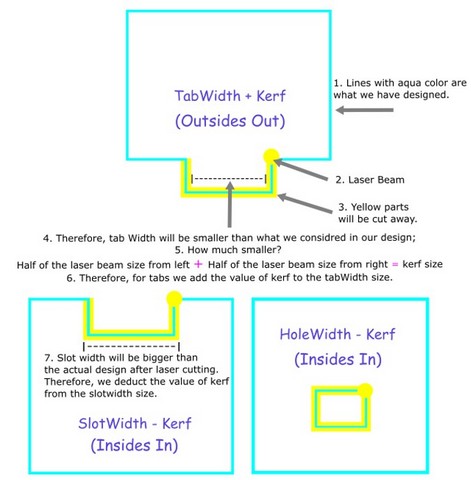 TabWidth + Kerf
(Outsides Out)
1. Lines with aqua color are
what we have designed.
2. Laser Beam
3. Yellow parts
will be cut away.
4. Therefore, tab Width will be smaller than what we considred in our design;
5. How much smaller?
Half of the laser beam size from left + Half of the laser beam size from right = kerf size
6. Therefore, for tabs we add the value of kerf to the tabWidth size.
7. Slot width will be bigger than
the actual design after laser cutting.
Therefore, we deduct the value of kerf
from the slotwidth size.
SlotWidth - Kerf
(Insides In)
HoleWidth - Kerf
(Insides In)